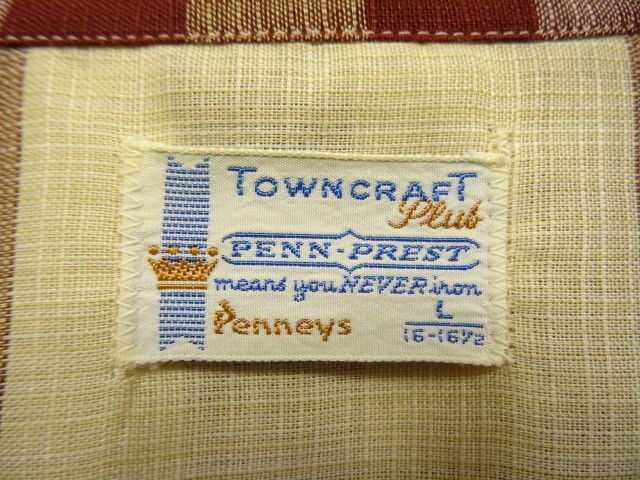 TOWNCRAFT
Plus
PENN-PREST
means you NEVER iron
L
Penneys
16-16½